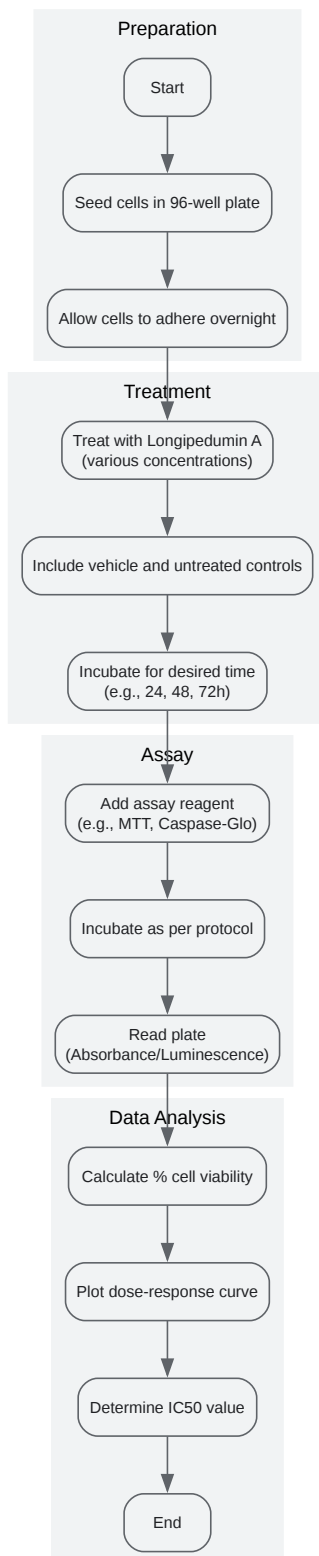 Preparation
Start
Seed cells in 96-well plate
Allow cells to adhere overnight
Treatment
Treat with Longipedumin A
(various concentrations)
Include vehicle and untreated controls
Incubate for desired time
(e.g., 24, 48, 72h)
Assay
Add assay reagent
(e.g., MTT, Caspase-Glo)
Incubate as per protocol
Read plate
(Absorbance/Luminescence)
Data Analysis
Calculate % cell viability
Plot dose-response curve
Determine IC50 value
End